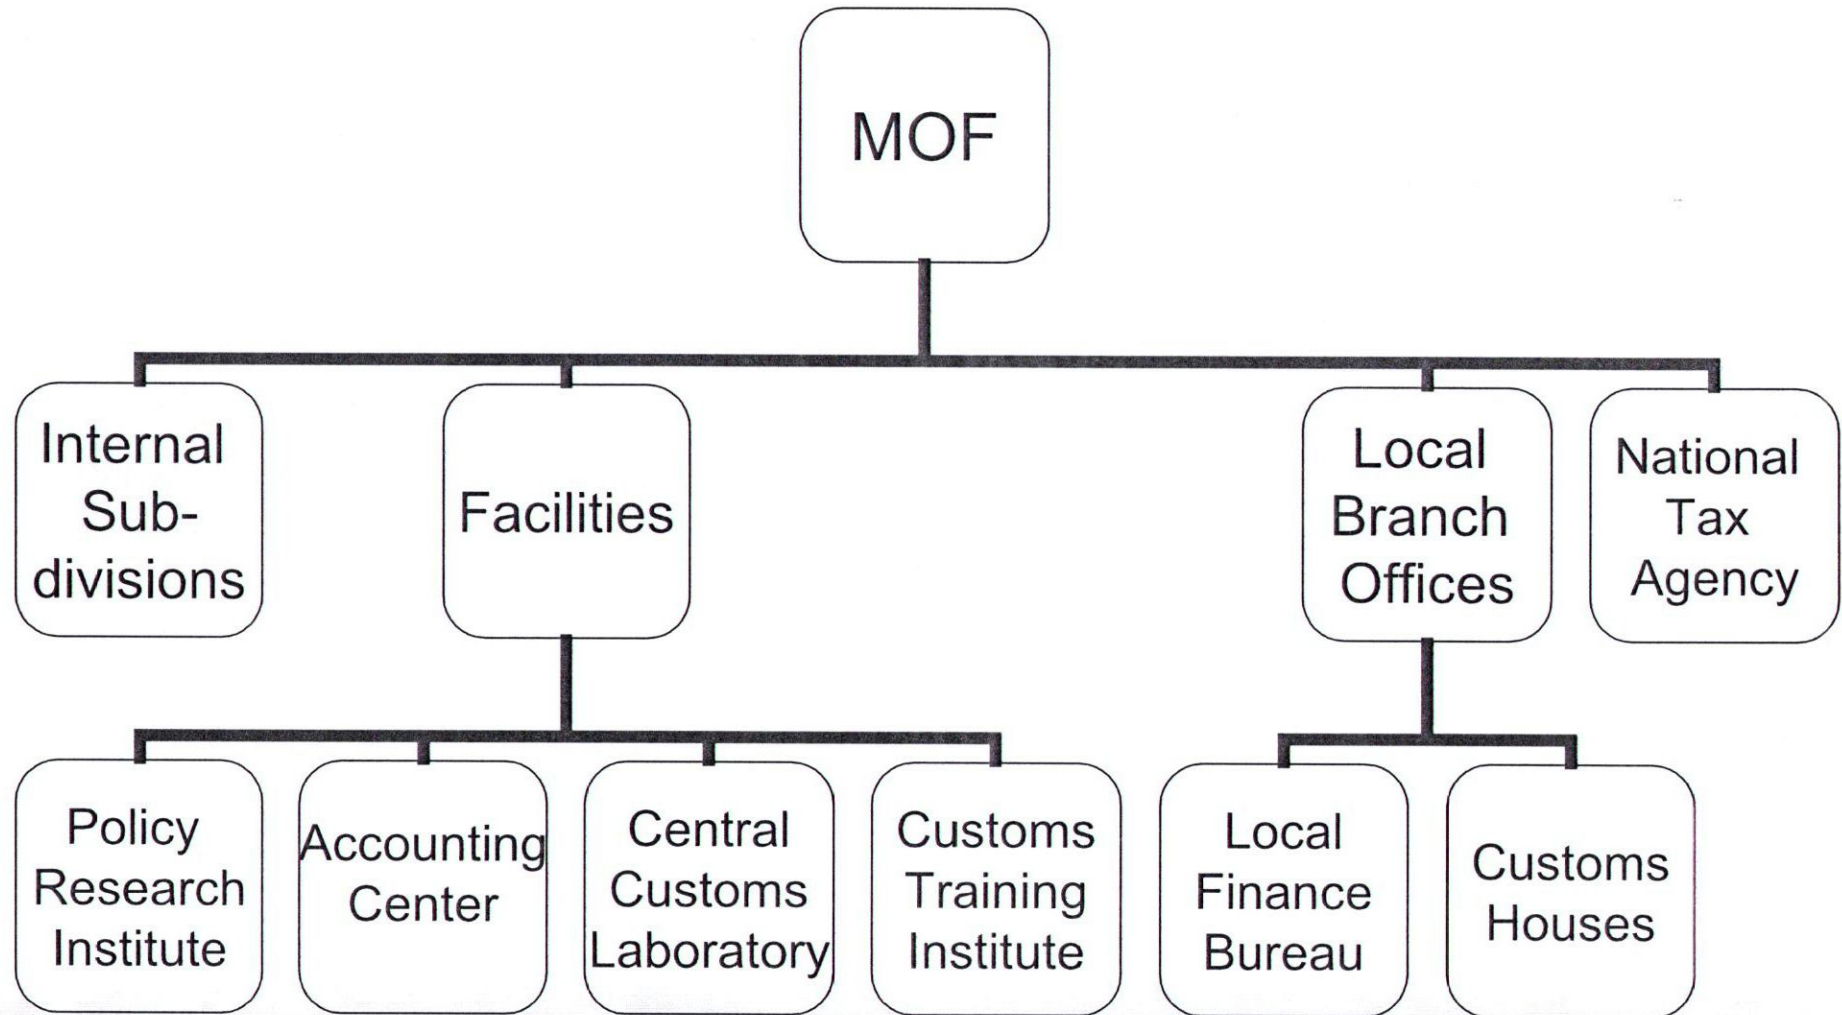 MOF
Internal
Sub-
divisions
Facilities
Local
Branch
Offices
National
Tax
Agency
Policy
Research
Institute
Accounting
Center
Central
Customs
Laboratory
Customs
Training
Institute
Local
Finance
Bureau
Customs
Houses